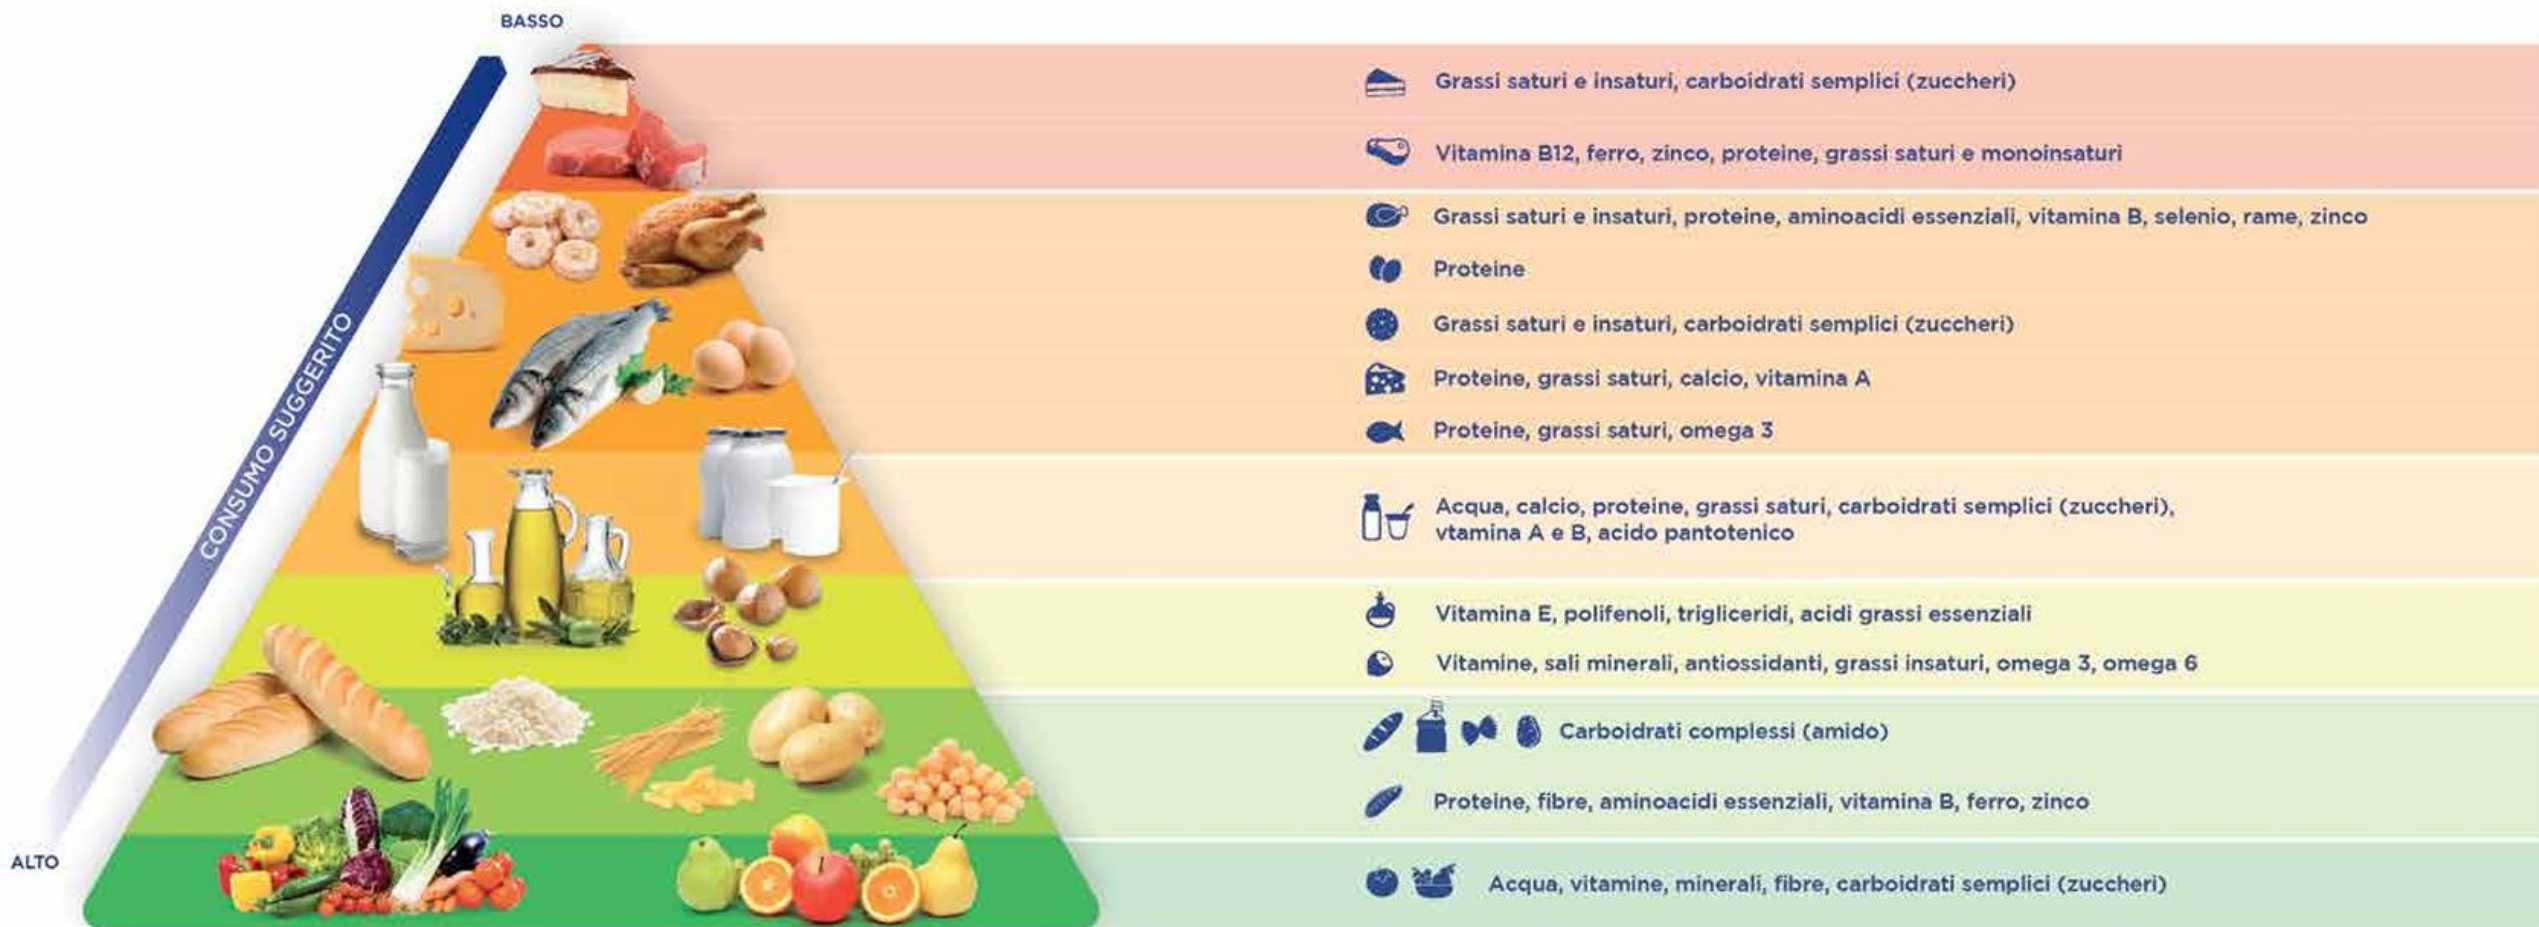 BASSO
CONSUMO SUGGERITO
ALTO
Grassi saturi e insaturi, carboidrati semplici (zuccheri)
Vitamina B12, ferro, zinco, proteine, grassi saturi e monoinsaturi
Grassi saturi e insaturi, proteine, aminoacidi essenziali, vitamina B, selenio, rame, zinco
Proteine
Grassi saturi e insaturi, carboidrati semplici (zuccheri)
Proteine, grassi saturi, calcio, vitamina A
Proteine, grassi saturi, omega 3
Acqua, calcio, proteine, grassi saturi, carboidrati semplici (zuccheri),
vtamina A e B, acido pantotenico
Vitamina E, polifenoli, trigliceridi, acidi grassi essenziali
Vitamine, sali minerali, antiossidanti, grassi insaturi, omega 3, omega 6
Carboidrati complessi (amido)
Proteine, fibre, aminoacidi essenziali, vitamina B, ferro, zinco
Acqua, vitamine, minerali, fibre, carboidrati semplici (zuccheri)